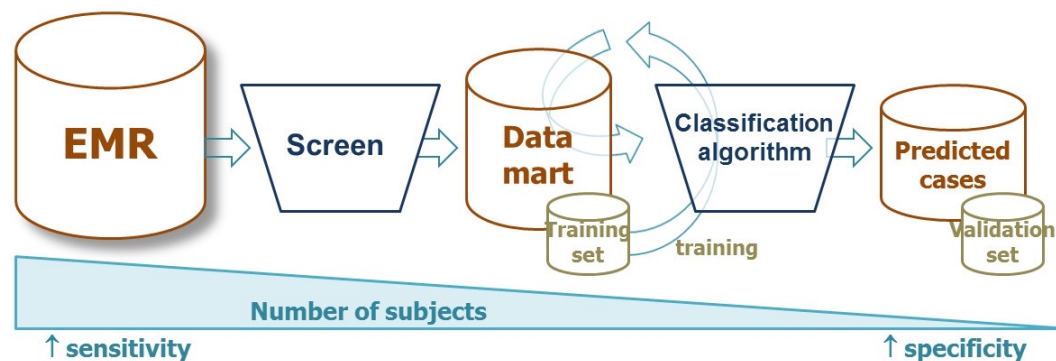 EMR
Screen
Data
mart
Training
set
training
Classification
algorithm
Predicted
cases
Validation
set
Number of subjects
↑ sensitivity
↑ specificity